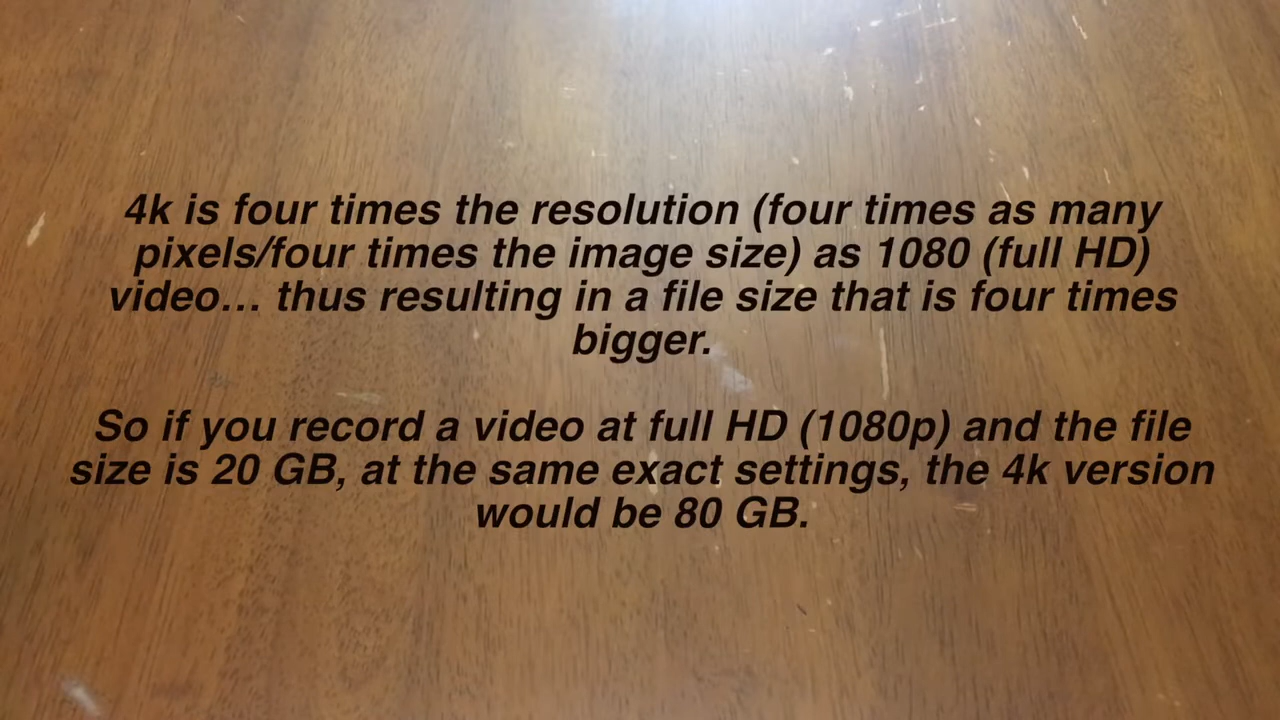 4k is four times the resolution (four times as many
pixels/four times the image size) as 1080 (full HD)
video… thus resulting in a file size that is four times
bigger.
So if you record a video at full HD (1080p) and the file
size is 20 GB, at the same exact settings, the 4k version
would be 80 GB.